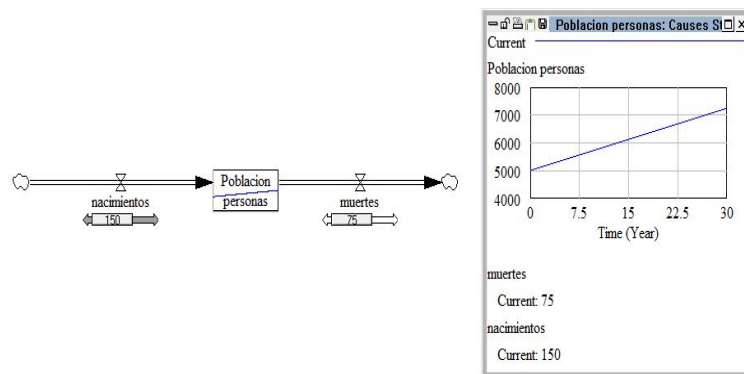 Poblacion
personas
nacimientos
150
muertes
75
Poblacion personas: Causes St
Current
Poblacion personas
8000
7000
6000
5000
4000
0 7.5 15 22.5 30
Time (Year)
muertes
Current: 75
nacimientos
Current: 150